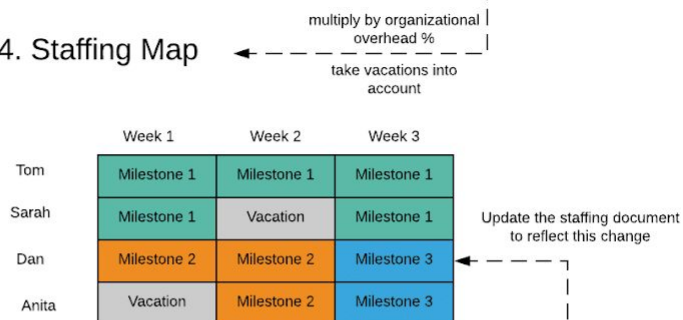 multiply by organizational
overhead %
4. Staffing Map
take vacations into
account
Week 1 Week 2 Week 3
Tom Milestone 1 Milestone 1 Milestone 1
Sarah Milestone 1 Vacation Milestone 1
Update the staffing document
to reflect this change
Dan Milestone 2 Milestone 2 Milestone 3
Anita Vacation Milestone 2 Milestone 3